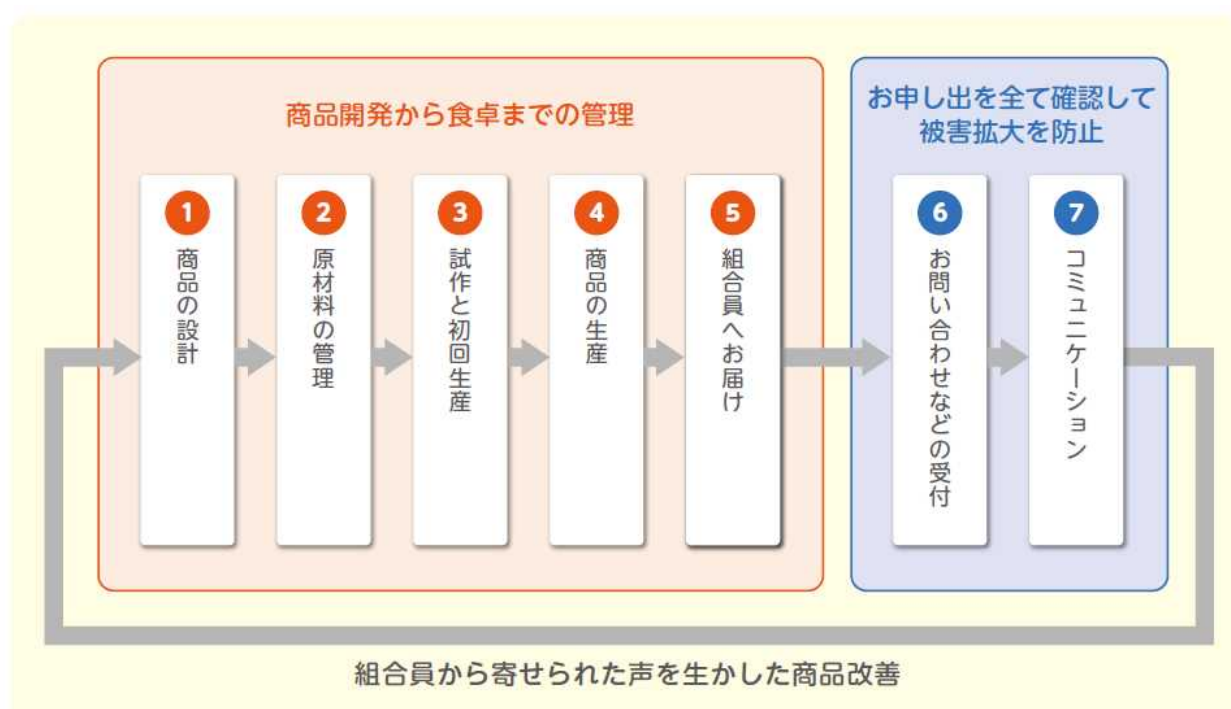 商品開発から食卓までの管理
お申し出を全て確認して
被害拡大を防止
1
商品の設計
2
原材料の管理
3
試作と初回生産
4
商品の生産
5
組合員へお届け
6
お問い合わせなどの受付
7
コミュニケーション
組合員から寄せられた声を生かした商品改善